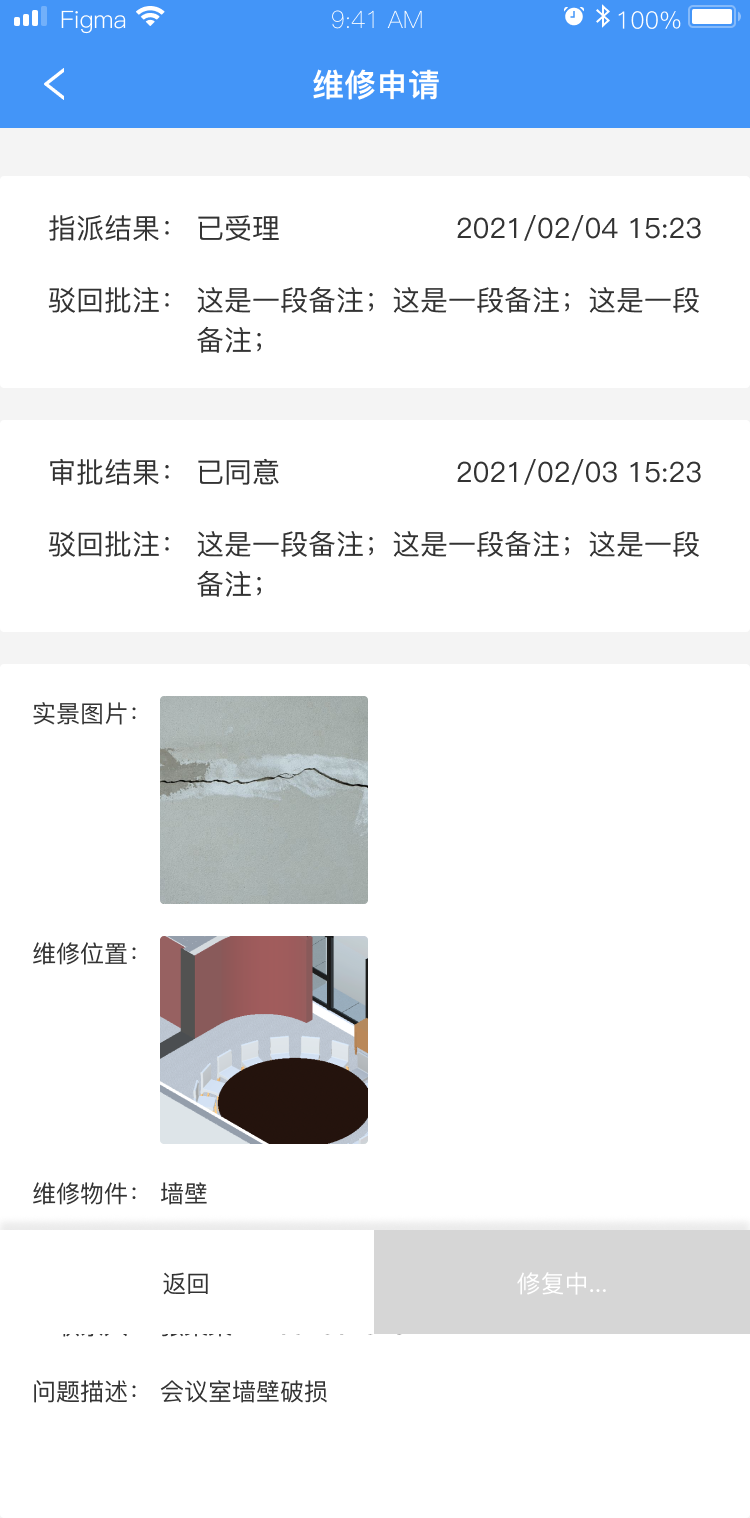 Figma 9:41 AM 100%
维修申请
指派结果： 已受理 2021/02/04 15:23
驳回批注： 这是一段备注；这是一段备注；这是一段
备注；
审批结果： 已同意 2021/02/03 15:23
驳回批注： 这是一段备注；这是一段备注；这是一段
备注；
实景图片：
维修位置：
维修物件： 墙壁
返回 修复中...
问题描述： 会议室墙壁破损